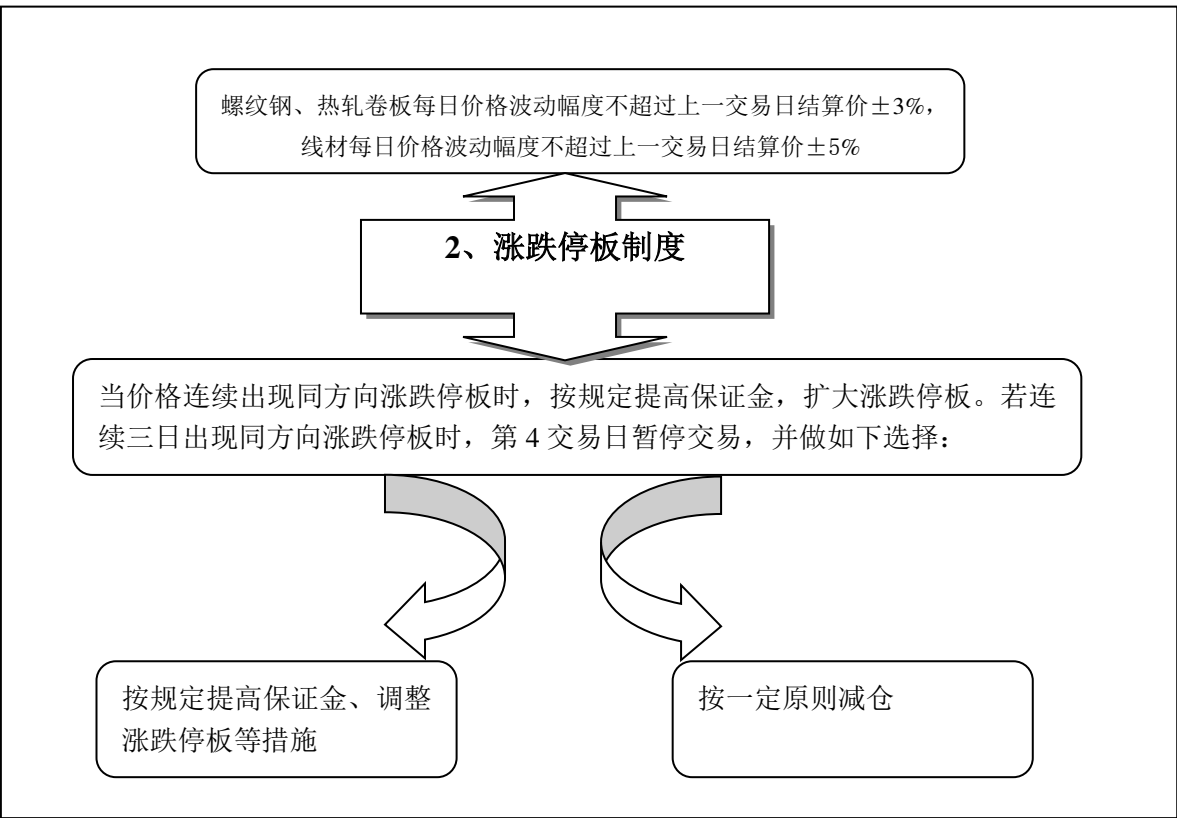 螺纹钢、热轧卷板每日价格波动幅度不超过上一交易日结算价±3%，
线材每日价格波动幅度不超过上一交易日结算价±5%
2、涨跌停板制度
当价格连续出现同方向涨跌停板时，按规定提高保证金，扩大涨跌停板。若连
续三日出现同方向涨跌停板时，第 4 交易日暂停交易，并做如下选择：
按规定提高保证金、调整
涨跌停板等措施
按一定原则减仓